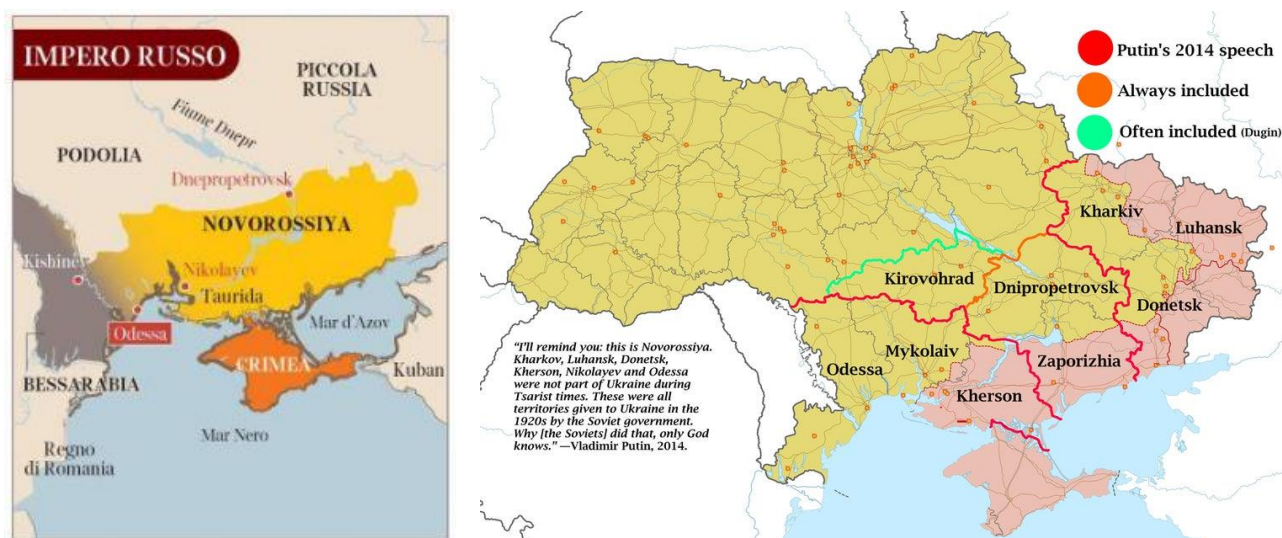 IMPERO RUSSO
PICCOLA
RUSSIA
Fiume Dnepr
PODOLIA
Dnepropetrovsk
NOVOROSSIYA
Kishinev
Nikolayev
Taurida
Odessa
Mar d'Azov
CRIMEA
Kuban
BESSARABIA
Mar Nero
Regno
di Romania
Putin's 2014 speech
Always included
Often included (Dugin)
Kharkiv
Luhansk
Kirovohrad
Dnipropetrovsk
Donetsk
Mykolaiv
Zaporizhia
Odessa
Kherson
"I'll remind you: this is Novorossiya.
Kharkov, Luhansk, Donetsk,
Kherson, Nikolayev and Odessa
were not part of Ukraine during
Tsarist times. These were all
territories given to Ukraine in the
1920s by the Soviet government.
Why [the Soviets] did that, only God
knows." —Vladimir Putin, 2014.